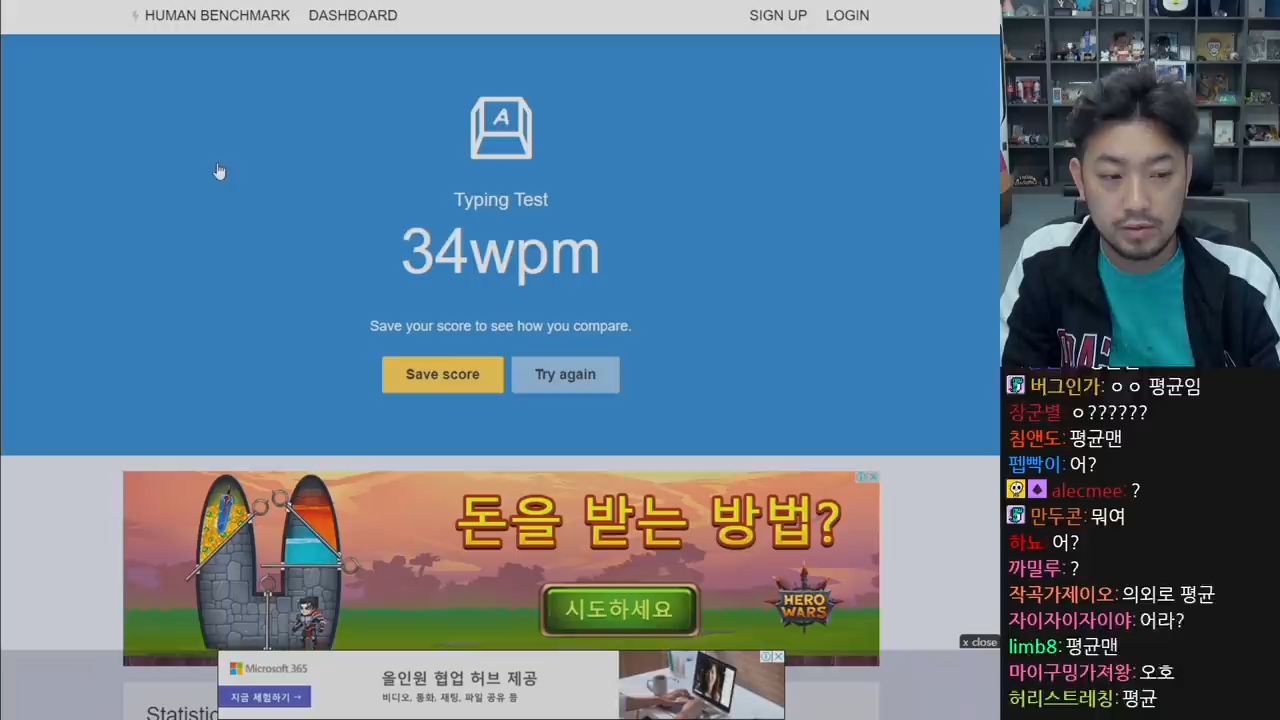 HUMAN BENCHMARK DASHBOARD SIGN UP LOGIN
A
Typing Test
34wpm
Save your score to see how you compare.
Save score Try again
돈을 받는 방법?
시도하세요
HERO WARS
x close
Microsoft 365
지금 체험하기 →
올인원 협업 허브 제공
비디오, 통화, 채팅, 파일 공유 등
Statistic
버그인가: ㅇㅇ 평균임
장군별 ㅇ??????
침앤도: 평균맨
펩빡이: 어?
alecmee: ?
만두콘: 뭐여
하뇨 어?
까밀루: ?
작곡가제이오: 의외로 평균
자이자이자이야: 어라?
limb8: 평균맨
마이구밍가져왕: 오호
허리스트레칭: 평균